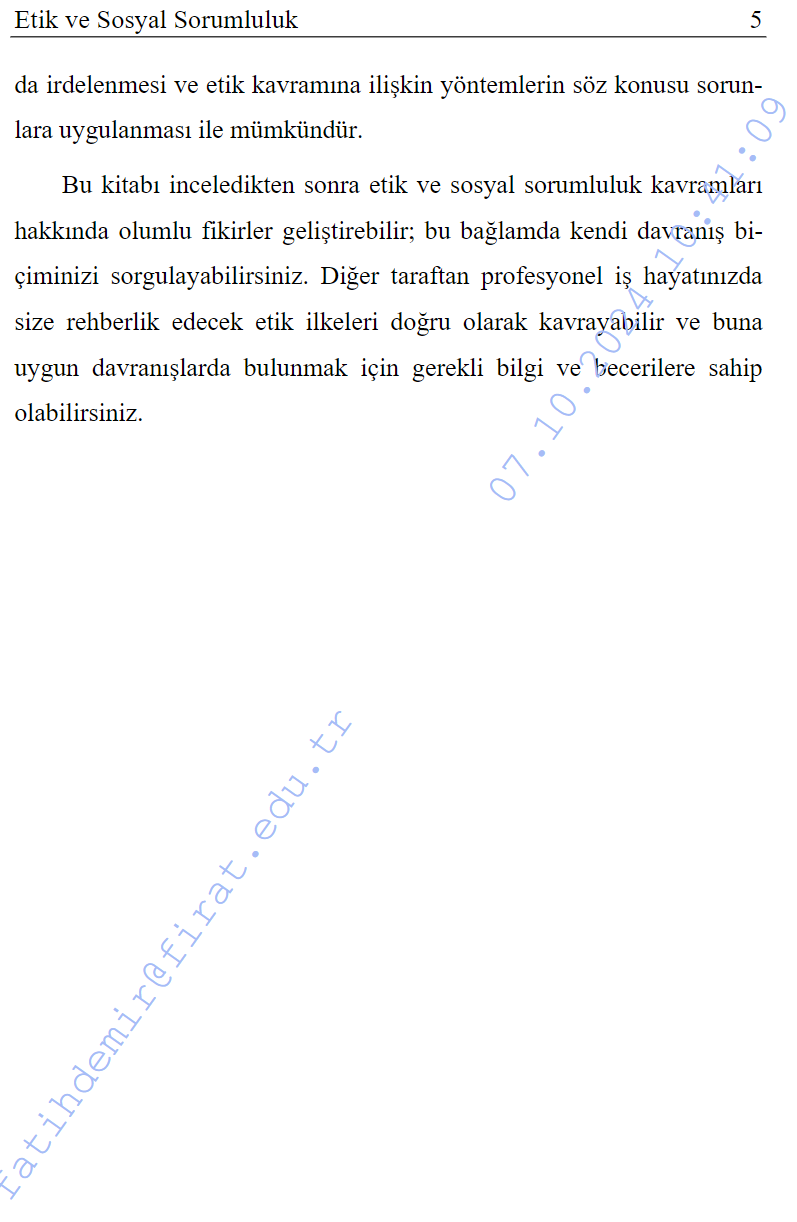 Etik ve Sosyal Sorumluluk 5
da irdelenmesi ve etik kavramına ilişkin yöntemlerin söz konusu sorun-
lara uygulanması ile mümkündür.
Bu kitabı inceledikten sonra etik ve sosyal sorumluluk kavramları
hakkında olumlu fikirler geliştirebilir; bu bağlamda kendi davranış bi-
çiminizi sorgulayabilirsiniz. Diğer taraftan profesyonel iş hayatınızda
size rehberlik edecek etik ilkeleri doğru olarak kavrayabilir ve buna
uygun davranışlarda bulunmak için gerekli bilgi ve becerilere sahip
olabilirsiniz.
07.10.2024 10:41:09
fatihdemir@firat.edu.tr